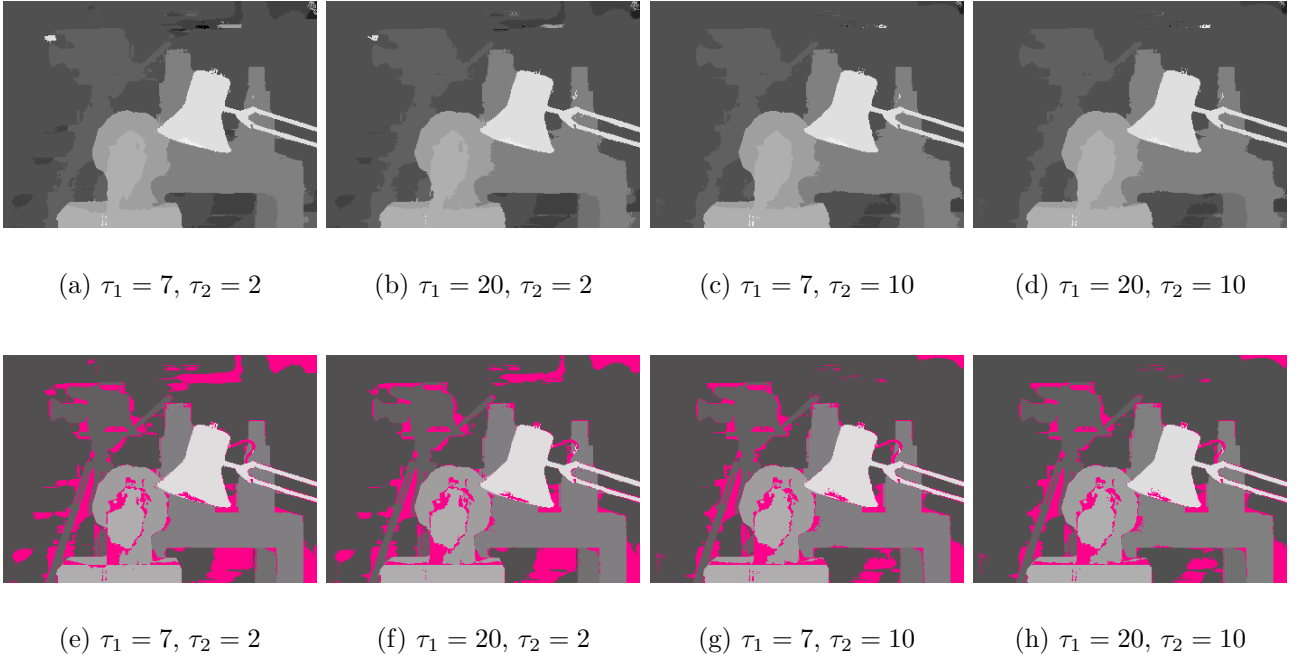 (a) τ₁ = 7, τ₂ = 2
(b) τ₁ = 20, τ₂ = 2
(c) τ₁ = 7, τ₂ = 10
(d) τ₁ = 20, τ₂ = 10
(e) τ₁ = 7, τ₂ = 2
(f) τ₁ = 20, τ₂ = 2
(g) τ₁ = 7, τ₂ = 10
(h) τ₁ = 20, τ₂ = 10